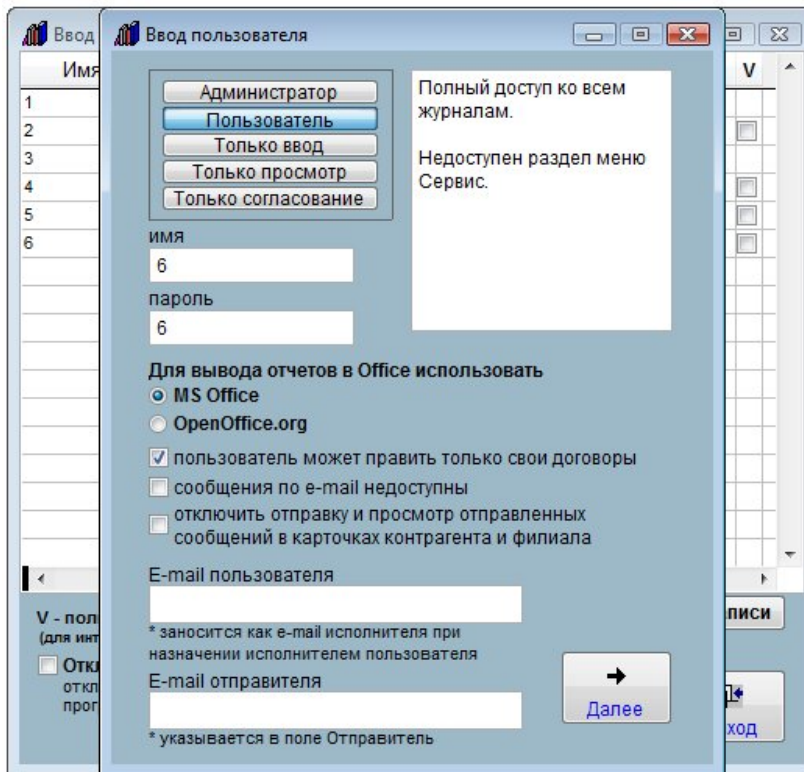 Ввод
Ввод пользователя
Имя
V
1
2
3
4
5
6
Администратор
Пользователь
Только ввод
Только просмотр
Только согласование
Полный доступ ко всем
журналам.
Недоступен раздел меню
Сервис.
имя
6
пароль
6
Для вывода отчетов в Office использовать
MS Office
OpenOffice.org
пользователь может править только свои договоры
сообщения по e-mail недоступны
отключить отправку и просмотр отправленных
сообщений в карточках контрагента и филиала
E-mail пользователя
* заносится как e-mail исполнителя при
назначении исполнителем пользователя
E-mail отправителя
* указывается в поле Отправитель
Далее
V - пол
(для инт
Откл
откл
прог
писи
ход